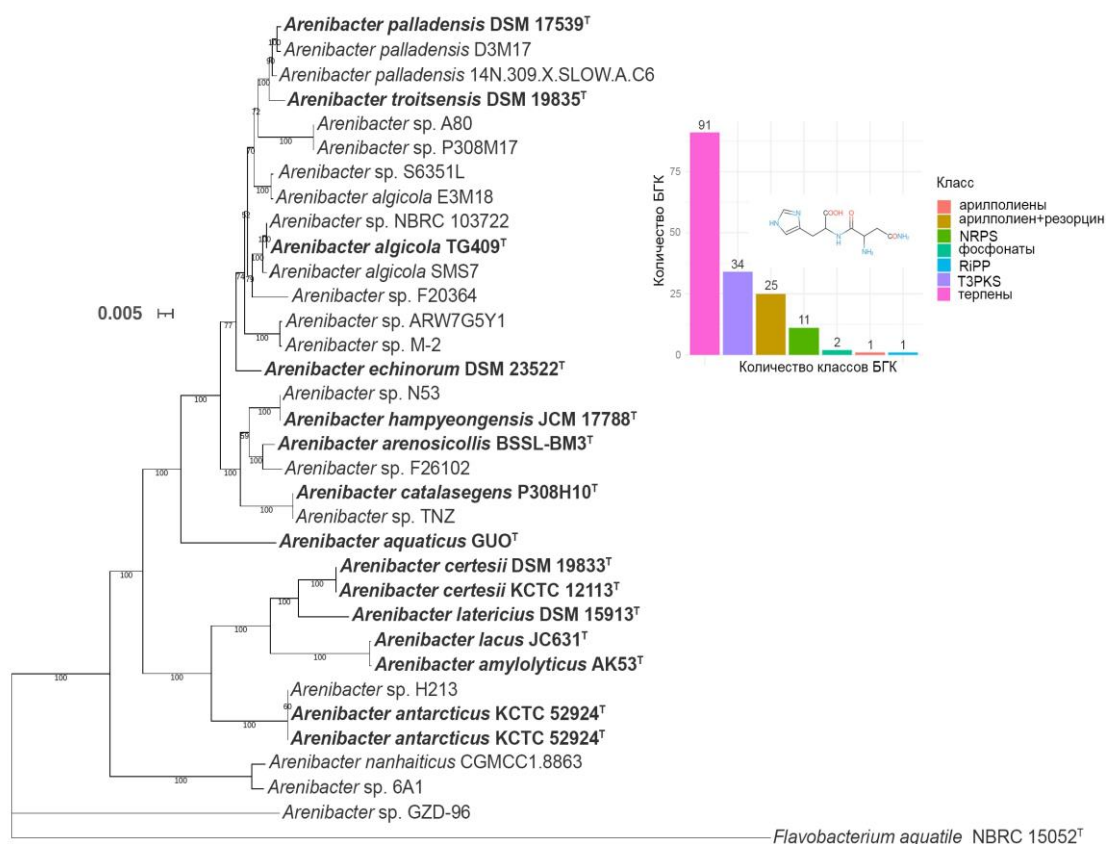 Arenibacter palladensis DSM 17539ᵀ
Arenibacter palladensis D3M17
Arenibacter palladensis 14N.309.X.SLOW.A.C6
Arenibacter troitsensis DSM 19835ᵀ
Arenibacter sp. A80
Arenibacter sp. P308M17
Arenibacter sp. S6351L
Arenibacter algicola E3M18
Arenibacter sp. NBRC 103722
Arenibacter algicola TG409ᵀ
Arenibacter algicola SMS7
Arenibacter sp. F20364
Arenibacter sp. ARW7G5Y1
Arenibacter sp. M-2
Arenibacter echinorum DSM 23522ᵀ
Arenibacter sp. N53
Arenibacter hampyeongensis JCM 17788ᵀ
Arenibacter arenosicollis BSSL-BM3ᵀ
Arenibacter sp. F26102
Arenibacter catalasegens P308H10ᵀ
Arenibacter sp. TNZ
Arenibacter aquaticus GUOᵀ
Arenibacter certesii DSM 19833ᵀ
Arenibacter certesii KCTC 12113ᵀ
Arenibacter latericius DSM 15913ᵀ
Arenibacter lacus JC631ᵀ
Arenibacter amylolyticus AK53ᵀ
Arenibacter sp. H213
Arenibacter antarcticus KCTC 52924ᵀ
Arenibacter antarcticus KCTC 52924ᵀ
Arenibacter nanhaiticus CGMCC1.8863
Arenibacter sp. 6A1
Arenibacter sp. GZD-96
Flavobacterium aquatile NBRC 15052ᵀ
0.005
100
90
100
72
100
70
100
100
79
74
100
77
100
100
59
100
100
100
100
100
100
100
100
100
100
60
100
100
100
100
Количество БГК
75
50
25
0
91
34
25
11
2
1
1
Количество классов БГК
HN
N
COOH
N
H
O
NH₂
CONH₂
Класс
арилполиены
арилполиен+резорцин
NRPS
фосфонаты
RiPP
T3PKS
терпены